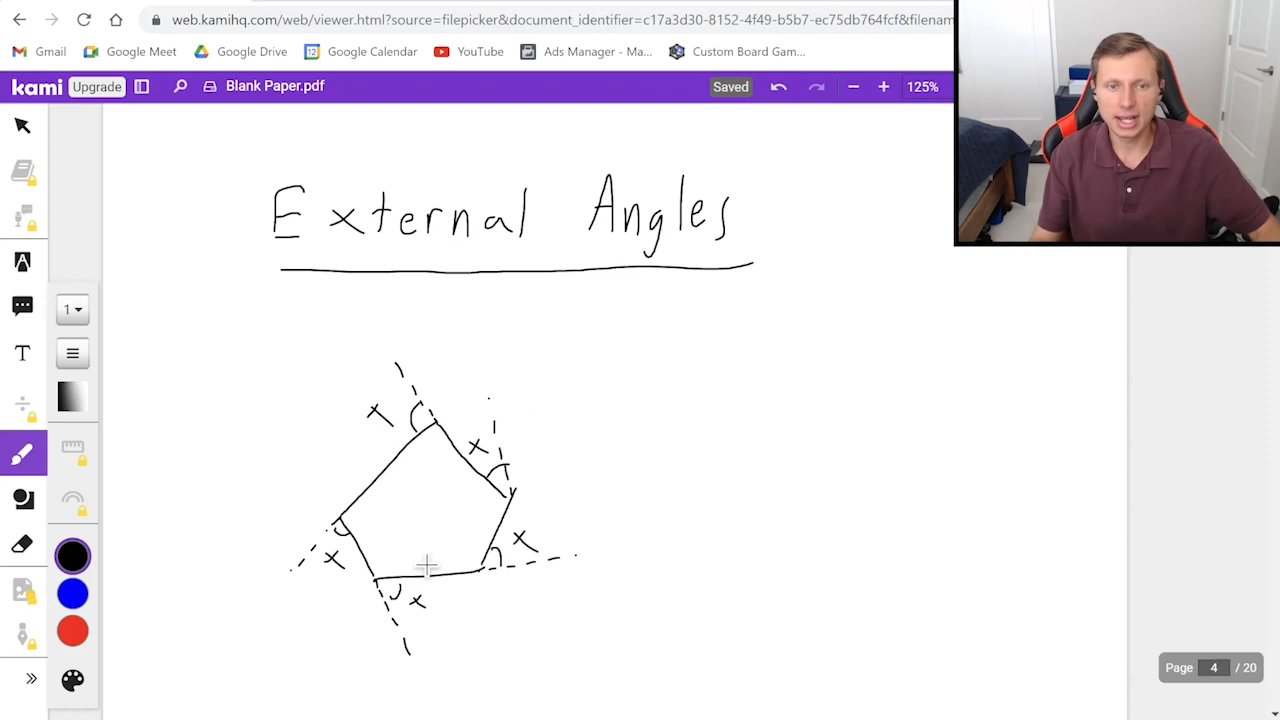 web.kamihq.com/web/viewer.html?source=filepicker&document_identifier=c17a3d30-8152-4f49-b5b7-ec75db764fcf&filenam
Gmail Google Meet Google Drive Google Calendar YouTube Ads Manager - Ma... Custom Board Gam...
kami Upgrade Blank Paper.pdf Saved 125%
External Angles
1
A
T
x
x
x
x
x
Page 4 / 20